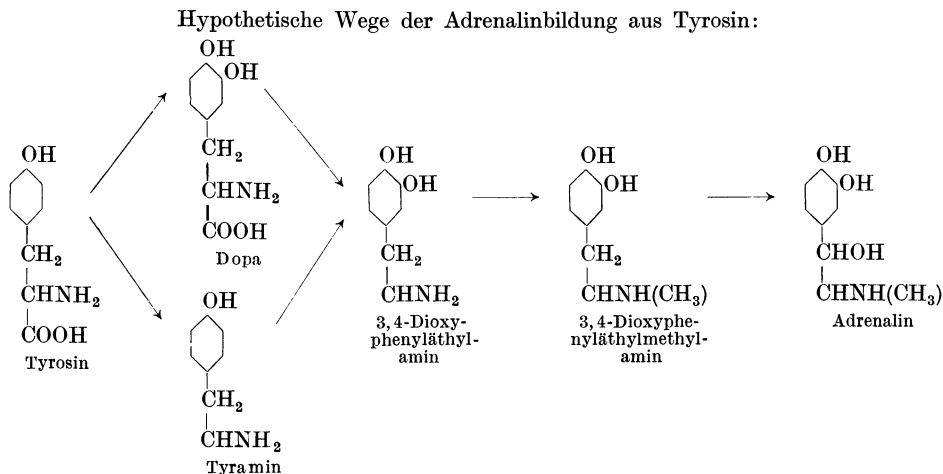 Hypothetische Wege der Adrenalinbildung aus Tyrosin:
OH
CH₂
CHNH₂
COOH
Tyrosin
OH
OH
CH₂
CHNH₂
COOH
Dopa
OH
CH₂
CHNH₂
Tyramin
OH
OH
CH₂
CHNH₂
3,4-Dioxy-
phenyläthyl-
amin
OH
OH
CH₂
CHNH(CH₃)
3,4-Dioxyphe-
nyläthylmethyl-
amin
OH
OH
CHOH
CHNH(CH₃)
Adrenalin